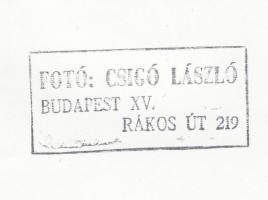 FOTÓ: CSIGÓ LÁSZLÓ
BUDAPEST XV.
RÁKOS ÚT 219